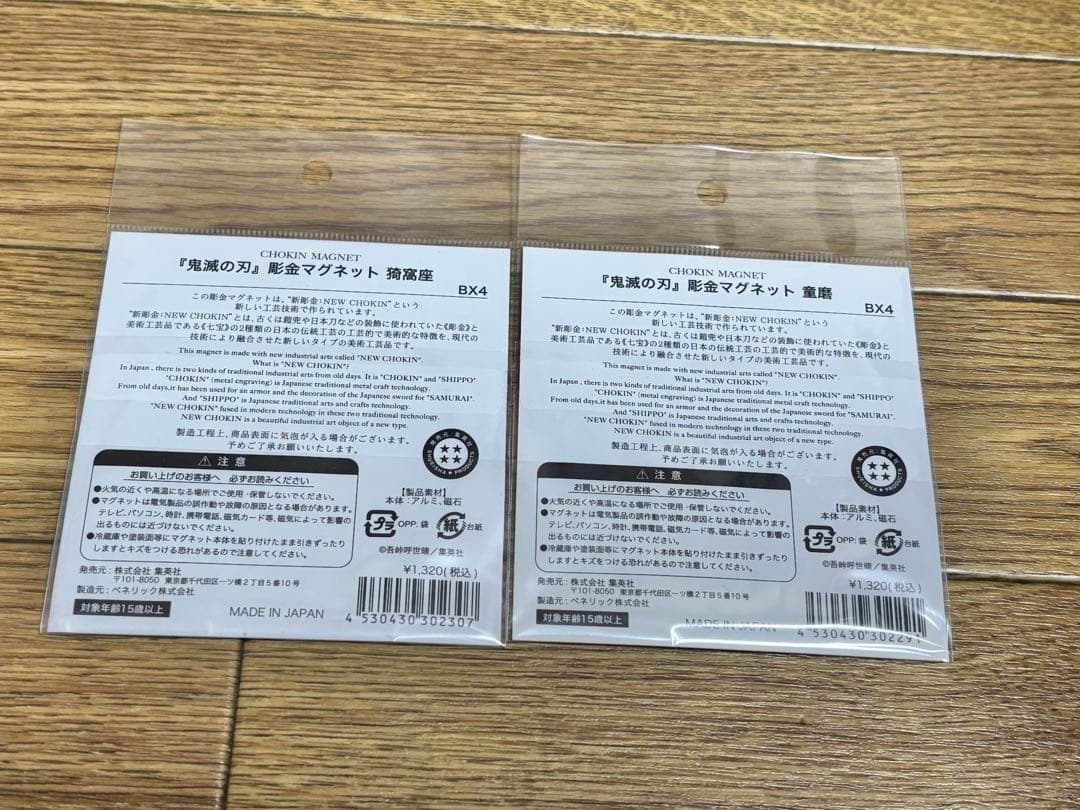 CHOKIN MAGNET
『鬼滅の刃』彫金マグネット 猗窩座
BX4
この彫金マグネットは、"新彫金：NEW CHOKIN"という
新しい工芸技術で作られています。
"新彫金：NEW CHOKIN"とは、古くは鎧兜や日本刀などの装飾に使われていた《彫金》と
美術工芸品である《七宝》の2種類の日本の伝統工芸の工芸的で美術的な特徴を、現代の
技術により融合させた新しいタイプの美術工芸品です。
This magnet is made with new industrial arts called "NEW CHOKIN".
What is "NEW CHOKIN"?
In Japan , there is two kinds of traditional industrial arts from old days. It is "CHOKIN" and "SHIPPO"
"CHOKIN" (metal engraving) is Japanese traditional metal craft technology.
From old days,it has been used for an armor and the decoration of the Japanese sword for "SAMURAI".
And "SHIPPO" is Japanese traditional arts and crafts technology.
"NEW CHOKIN" fused in modern technology in these two traditional technology.
NEW CHOKIN is a beautiful industrial art object of a new type.
製造工程上、商品表面に気泡が入る場合がございます。
予めご了承お願いいたします。
発売元：集英社
SHUEISHA PRODUCTS
⚠ 注意
お買い上げのお客様へ 必ずお読みください
●火気の近くや高温になる場所でご使用・保管しないでください。
●マグネットは電気製品の誤作動や故障の原因となる場合があります。
テレビ、パソコン、時計、携帯電話、磁気カード等、磁気によって影響の
出るものには近づけないでください。
●冷蔵庫や塗装面等にマグネット本体を貼り付けたまま引きずったり
しますとキズをつける恐れがあるので注意してください。
【製品素材】
本体：アルミ、磁石
プラ OPP：袋 紙 台紙
©吾峠呼世晴／集英社
¥1,320(税込)
発売元：株式会社 集英社
〒101-8050 東京都千代田区一ツ橋2丁目5番10号
製造元：ベネリック株式会社
対象年齢15歳以上
MADE IN JAPAN
4 530430 302307
CHOKIN MAGNET
『鬼滅の刃』彫金マグネット 童磨
BX4
この彫金マグネットは、"新彫金：NEW CHOKIN"という
新しい工芸技術で作られています。
"新彫金：NEW CHOKIN"とは、古くは鎧兜や日本刀などの装飾に使われていた《彫金》と
美術工芸品である《七宝》の2種類の日本の伝統工芸の工芸的で美術的な特徴を、現代の
技術により融合させた新しいタイプの美術工芸品です。
This magnet is made with new industrial arts called "NEW CHOKIN".
What is "NEW CHOKIN"?
In Japan , there is two kinds of traditional industrial arts from old days. It is "CHOKIN" and "SHIPPO"
"CHOKIN" (metal engraving) is Japanese traditional metal craft technology.
From old days,it has been used for an armor and the decoration of the Japanese sword for "SAMURAI".
And "SHIPPO" is Japanese traditional arts and crafts technology.
"NEW CHOKIN" fused in modern technology in these two traditional technology.
NEW CHOKIN is a beautiful industrial art object of a new type.
製造工程上、商品表面に気泡が入る場合がございます。
予めご了承お願いいたします。
発売元：集英社
SHUEISHA PRODUCTS
⚠ 注意
お買い上げのお客様へ 必ずお読みください
●火気の近くや高温になる場所でご使用・保管しないでください。
●マグネットは電気製品の誤作動や故障の原因となる場合があります。
テレビ、パソコン、時計、携帯電話、磁気カード等、磁気によって影響の
出るものには近づけないでください。
●冷蔵庫や塗装面等にマグネット本体を貼り付けたまま引きずったり
しますとキズをつける恐れがあるので注意してください。
【製品素材】
本体：アルミ、磁石
プラ OPP：袋 紙 台紙
©吾峠呼世晴／集英社
¥1,320(税込)
発売元：株式会社 集英社
〒101-8050 東京都千代田区一ツ橋2丁目5番10号
製造元：ベネリック株式会社
対象年齢15歳以上
MADE IN JAPAN
4 530430 302291